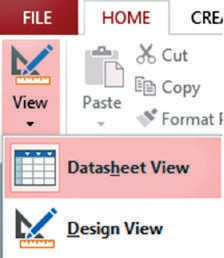 FILE HOME CRE
View Paste Cut
Copy
Format P
Datasheet View
Design View